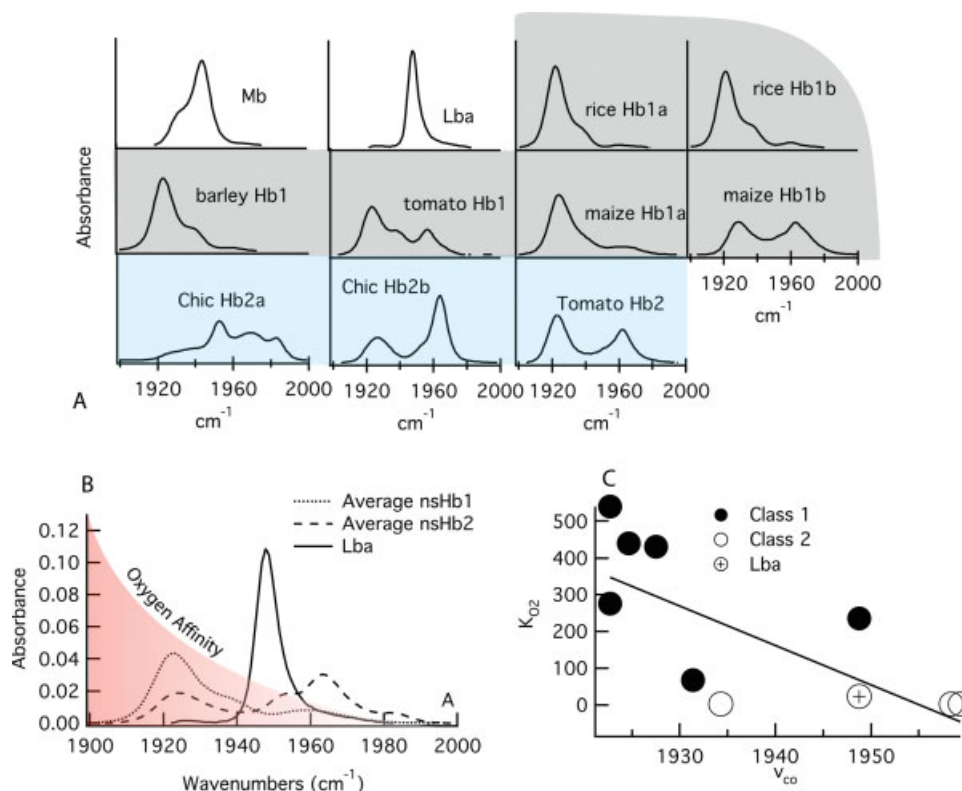 Absorbance
Mb
Lba
rice Hb1a
rice Hb1b
barley Hb1
tomato Hb1
maize Hb1a
maize Hb1b
Chic Hb2a
Chic Hb2b
Tomato Hb2
1920 1960 2000
cm-1
1920 1960 2000
cm-1
1920 1960 2000
cm-1
1920 1960 2000
cm-1
A
B
Average nsHb1
Average nsHb2
Lba
Oxygen Affinity
Absorbance
0.12
0.10
0.08
0.06
0.04
0.02
0.00
A
1900 1920 1940 1960 1980 2000
Wavenumbers (cm-1)
C
Class 1
Class 2
Lba
KO2
500
400
300
200
100
0
1930 1940 1950
vco